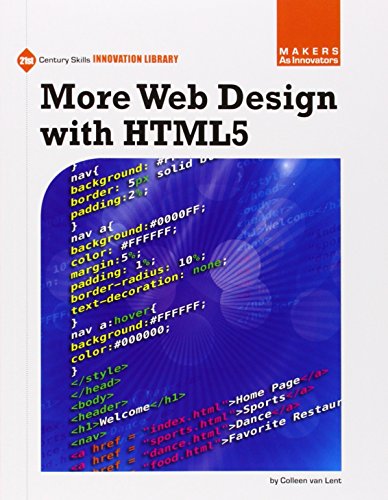 21st Century Skills INNOVATION LIBRARY
MAKERS
As Innovators
More Web Design
with HTML5
}
nav{
background: #ff
border: 5px solid b
padding:2%;
}
nav a{
background:#0000FF;
color: #FFFFFF;
margin:5%;
padding: 1%;
border-radius: 10%;
text-decoration: none;
}
nav a:hover{
background:#FFFFFF;
color:#000000;
}
</style>
</head>
<body>
<header>
<h1>Welcome</h1>
<nav>
<a href = "index.html">Home Page</a>
<a href = "sports.html">Sports</a>
<a href = "dance.html">Dance</a>
<a href = "food.html">Favorite Restaur
by Colleen van Lent